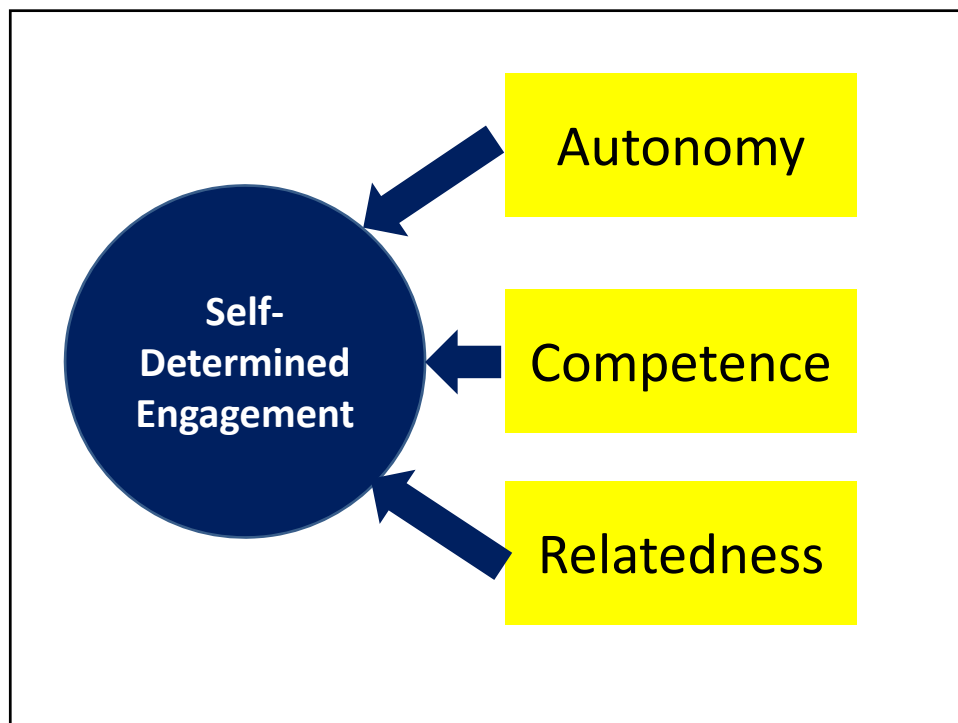 Self-
Determined
Engagement
Autonomy
Competence
Relatedness